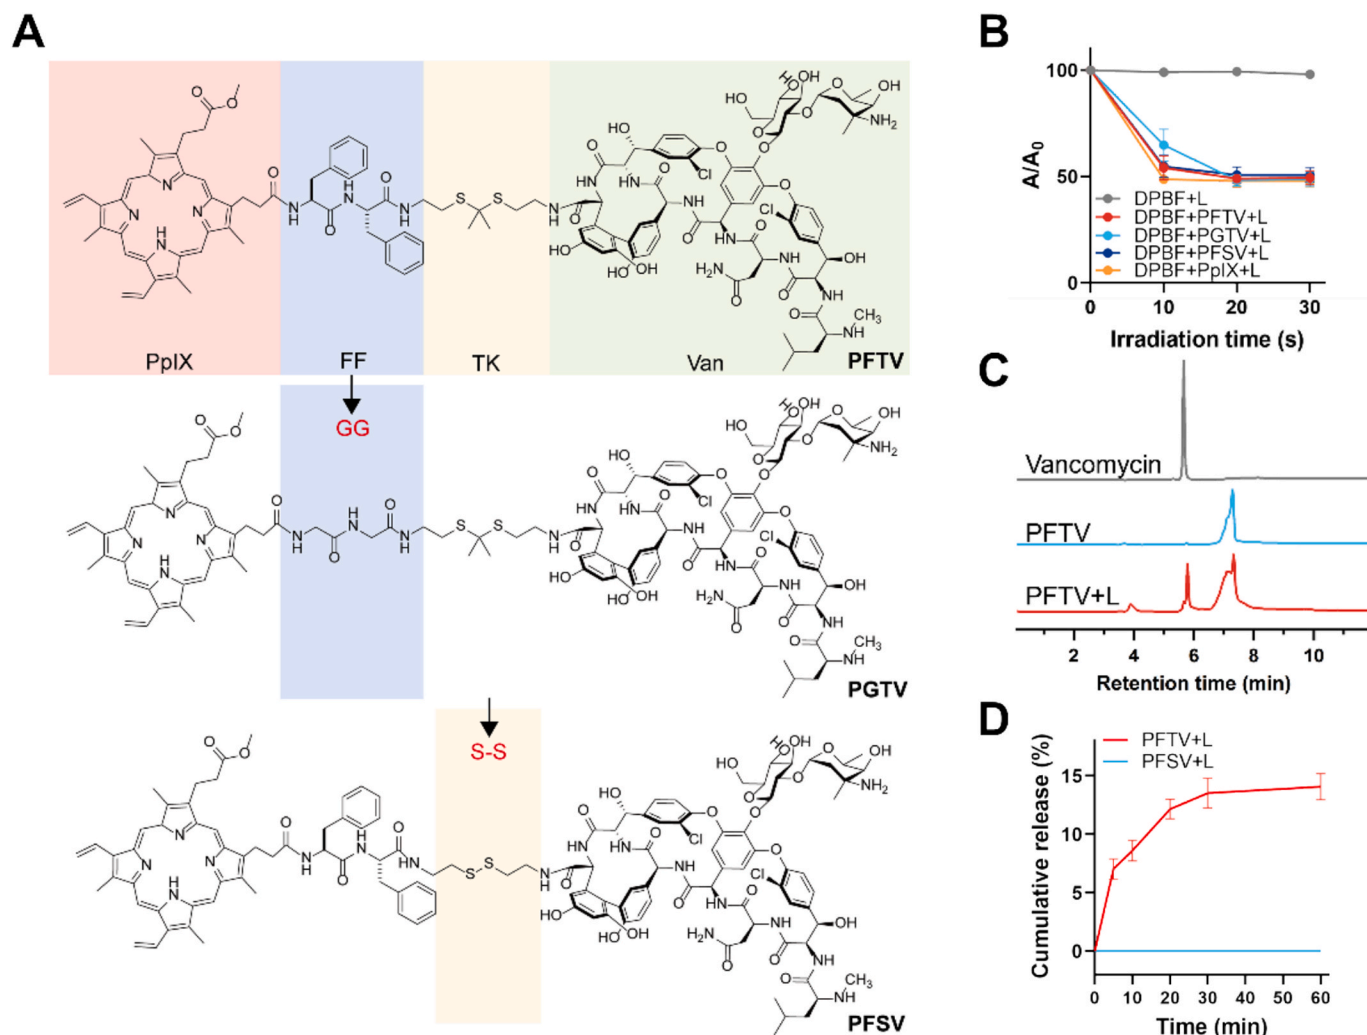 A
PpIX
FF
TK
Van
PFTV
GG
PGTV
S-S
PFSV
B
A/A0
100
50
0
DPBF+L
DPBF+PFTV+L
DPBF+PGTV+L
DPBF+PFSV+L
DPBF+PpIX+L
0 10 20 30
Irradiation time (s)
C
Vancomycin
PFTV
PFTV+L
2 4 6 8 10
Retention time (min)
D
Cumulative release (%)
PFTV+L
PFSV+L
15
10
5
0
0 10 20 30 40 50 60
Time (min)